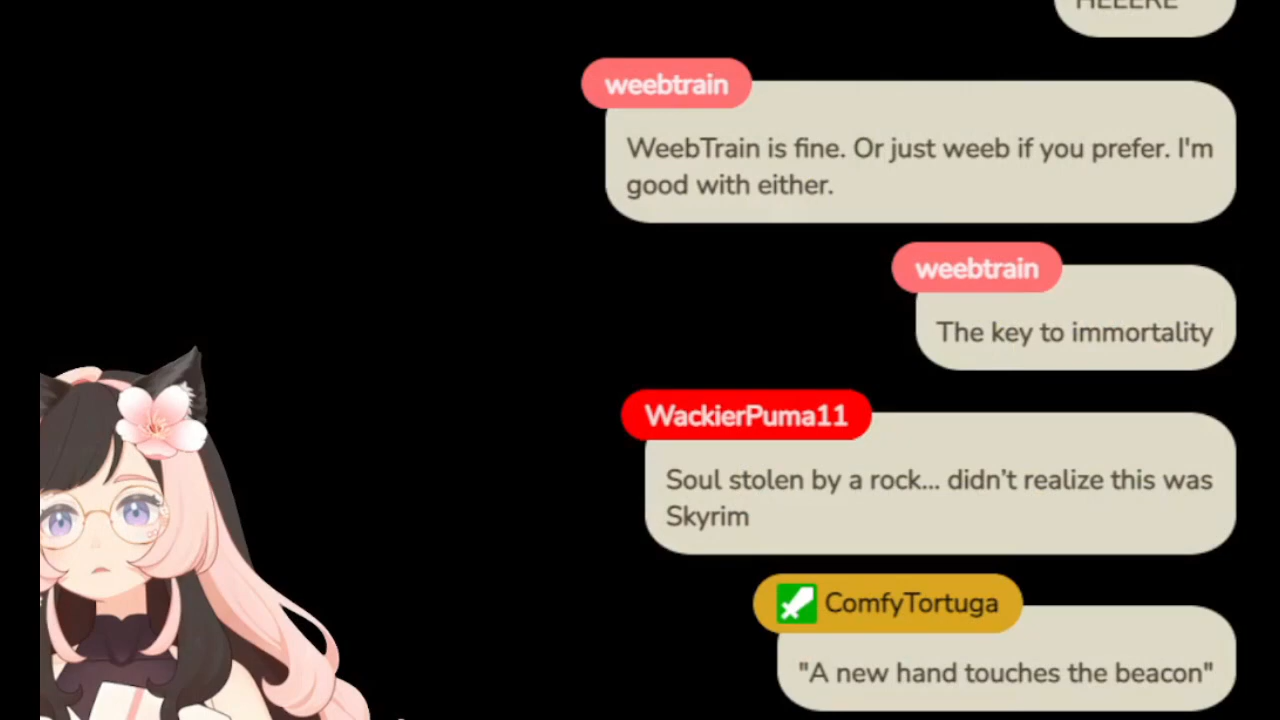 HEEERE
weebtrain
WeebTrain is fine. Or just weeb if you prefer. I'm
good with either.
weebtrain
The key to immortality
WackierPuma11
Soul stolen by a rock... didn’t realize this was
Skyrim
ComfyTortuga
"A new hand touches the beacon"